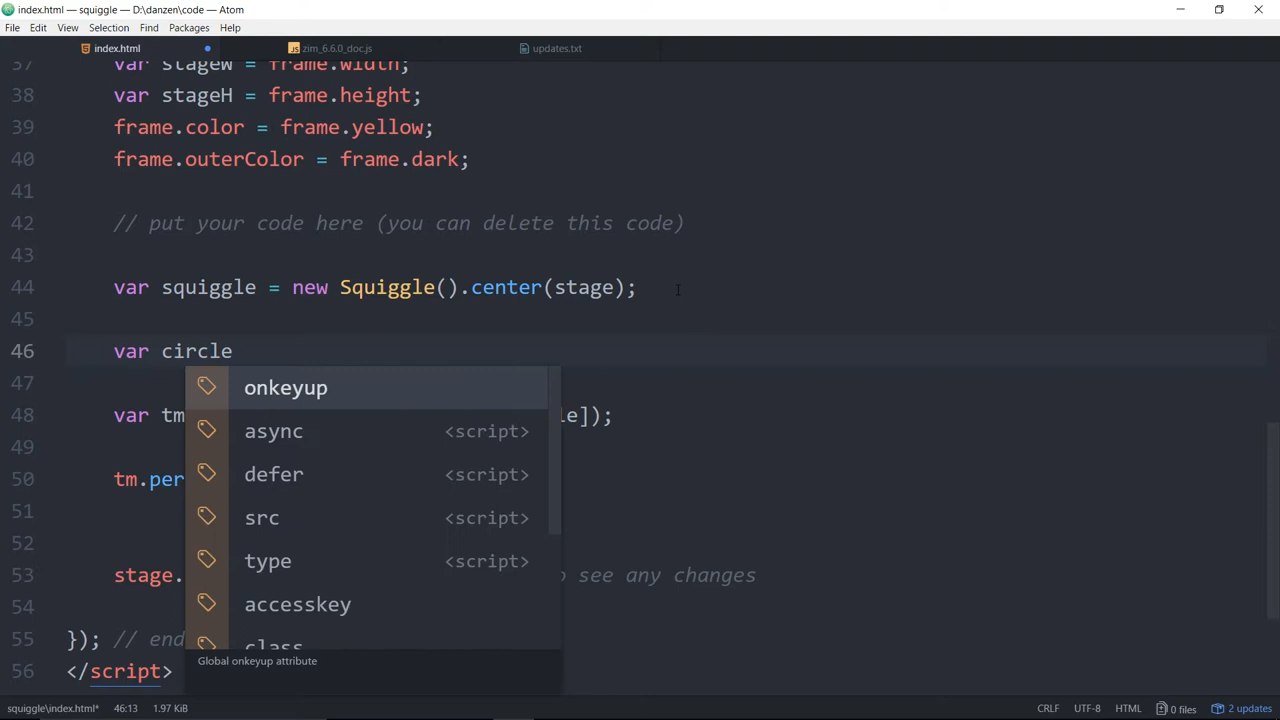 index.html — squiggle — D:\danzen\code — Atom
File Edit View Selection Find Packages Help
index.html zim_6.6.0_doc.js updates.txt
37 var stageW = frame.width;
38 var stageH = frame.height;
39 frame.color = frame.yellow;
40 frame.outerColor = frame.dark;
41
42 // put your code here (you can delete this code)
43
44 var squiggle = new Squiggle().center(stage);
45
46 var circle
47 onkeyup
48 var tm le]);
async <script>
49
50 tm.per
defer <script>
51 src <script>
52
53 stage. o see any changes
type <script>
54 accesskey
55 }); // end
class
Global onkeyup attribute
56 </script>
squiggle\index.html* 46:13 1.97 KiB CRLF UTF-8 HTML 0 files 2 updates